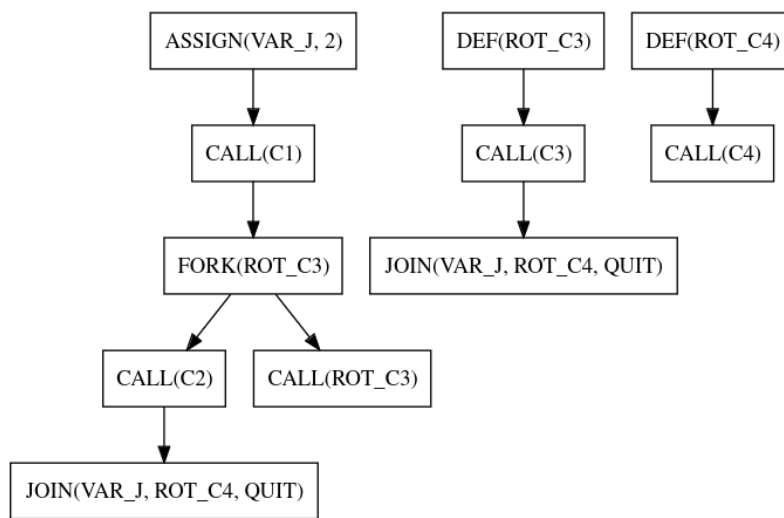 ASSIGN(VAR_J, 2)
DEF(ROT_C3)
DEF(ROT_C4)
CALL(C1)
CALL(C3)
CALL(C4)
FORK(ROT_C3)
JOIN(VAR_J, ROT_C4, QUIT)
CALL(C2)
CALL(ROT_C3)
JOIN(VAR_J, ROT_C4, QUIT)